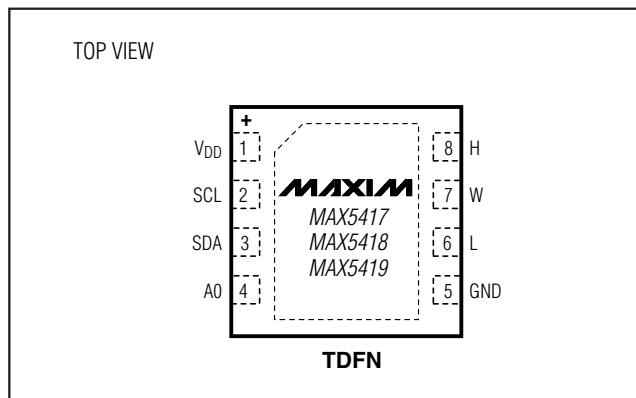 TOP VIEW
+
VDD 1 8 H
SCL 2 MAXIM 7 W
MAX5417
SDA 3 MAX5418 6 L
MAX5419
A0 4 5 GND
TDFN